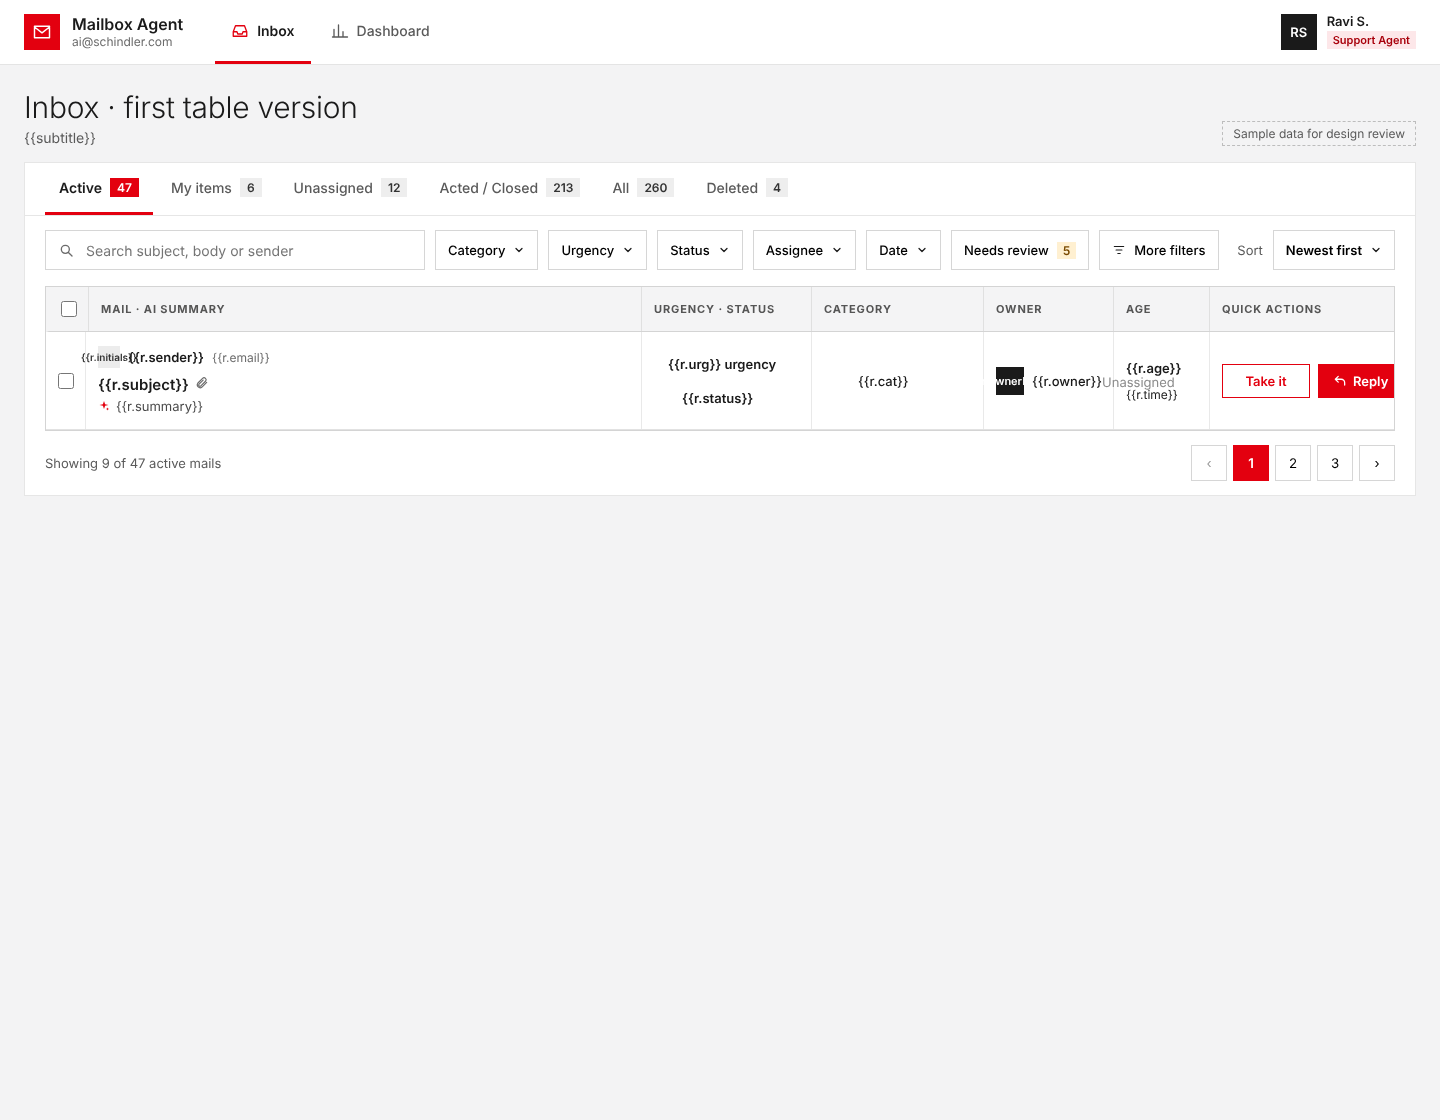 Mailbox Agent
ai@schindler.com
Inbox
Dashboard
RS
Ravi S.
Support Agent
Inbox · first table version
{{subtitle}}
Sample data for design review
Active 47
My items 6
Unassigned 12
Acted / Closed 213
All 260
Deleted 4
Search subject, body or sender
Category
Urgency
Status
Assignee
Date
Needs review 5
More filters
Sort
Newest first
MAIL · AI SUMMARY
URGENCY · STATUS
CATEGORY
OWNER
AGE
QUICK ACTIONS
{{r.sender}} {{r.email}}
{{r.subject}}
{{r.summary}}
{{r.urg}} urgency
{{r.status}}
{{r.cat}}
{{r.owner}}
Unassigned
{{r.age}}
{{r.time}}
Take it
Reply
Showing 9 of 47 active mails
‹ 1 2 3 ›